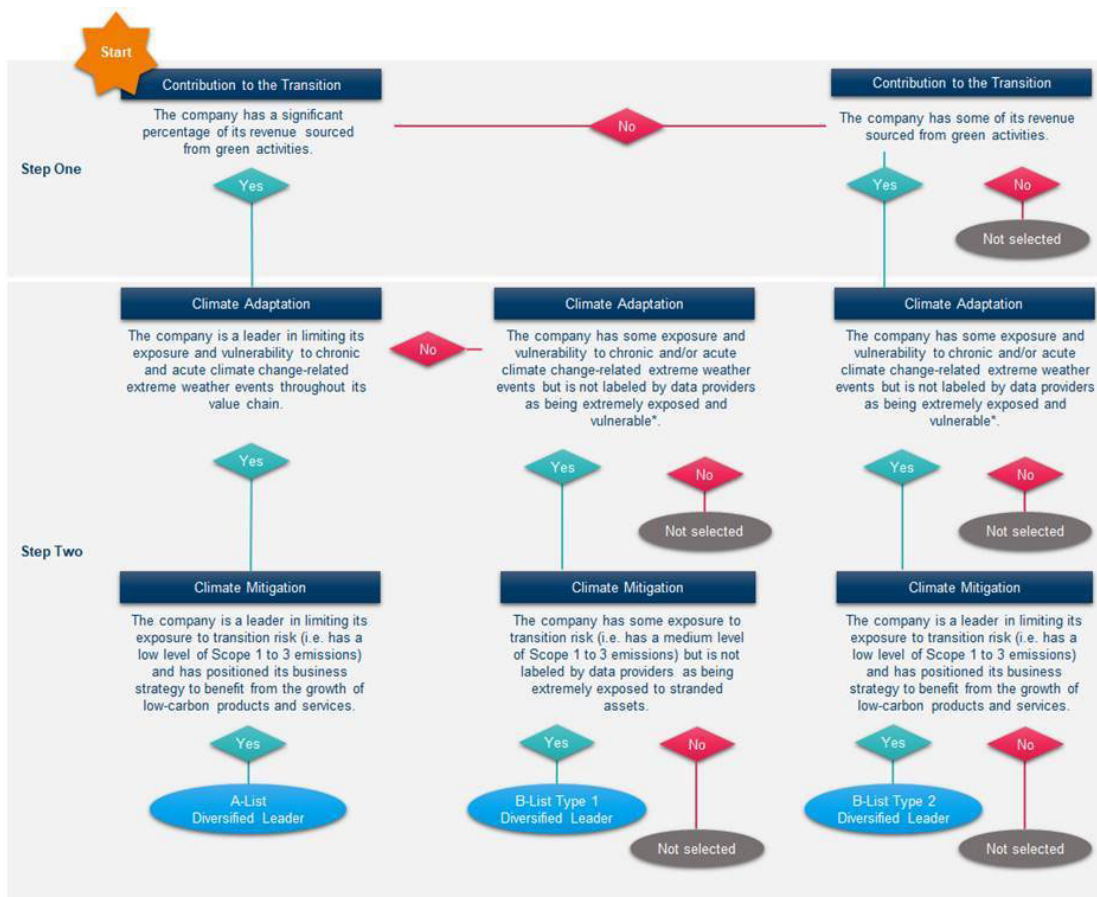 Start
Contribution to the Transition
The company has a significant
percentage of its revenue sourced
from green activities.
No
Contribution to the Transition
The company has some of its revenue
sourced from green activities.
Step One
Yes
Yes
No
Not selected
Climate Adaptation
The company is a leader in limiting its
exposure and vulnerability to chronic
and acute climate change-related
extreme weather events throughout its
value chain.
No
Climate Adaptation
The company has some exposure and
vulnerability to chronic and/or acute
climate change-related extreme weather
events but is not labeled by data providers
as being extremely exposed and
vulnerable*.
Climate Adaptation
The company has some exposure and
vulnerability to chronic and/or acute
climate change-related extreme weather
events but is not labeled by data providers
as being extremely exposed and
vulnerable*.
Yes
Yes
No
Not selected
Yes
No
Not selected
Step Two
Climate Mitigation
The company is a leader in limiting its
exposure to transition risk (i.e. has a
low level of Scope 1 to 3 emissions)
and has positioned its business
strategy to benefit from the growth of
low-carbon products and services.
Climate Mitigation
The company has some exposure to
transition risk (i.e. has a medium level
of Scope 1 to 3 emissions) but is not
labeled by data providers as being
extremely exposed to stranded
assets.
Climate Mitigation
The company is a leader in limiting its
exposure to transition risk (i.e. has a
low level of Scope 1 to 3 emissions)
and has positioned its business
strategy to benefit from the growth of
low-carbon products and services.
Yes
Yes
No
Yes
No
A-List
Diversified Leader
B-List Type 1
Diversified Leader
Not selected
B-List Type 2
Diversified Leader
Not selected